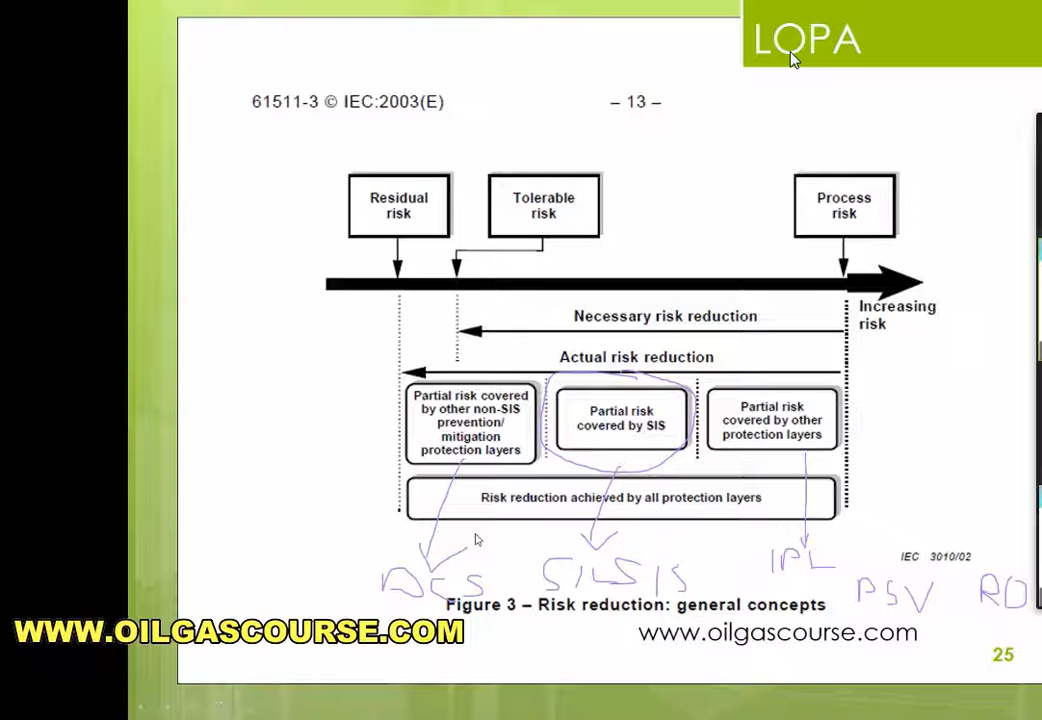 LOPA
61511-3 © IEC:2003(E)
– 13 –
Residual
risk
Tolerable
risk
Process
risk
Increasing
risk
Necessary risk reduction
Actual risk reduction
Partial risk covered
by other non-SIS
prevention/
mitigation
protection layers
Partial risk
covered by SIS
Partial risk
covered by other
protection layers
Risk reduction achieved by all protection layers
IEC 3010/02
DCS
SIL SIS
IPL
PSV RD
Figure 3 – Risk reduction: general concepts
WWW.OILGASCOURSE.COM
www.oilgascourse.com
25